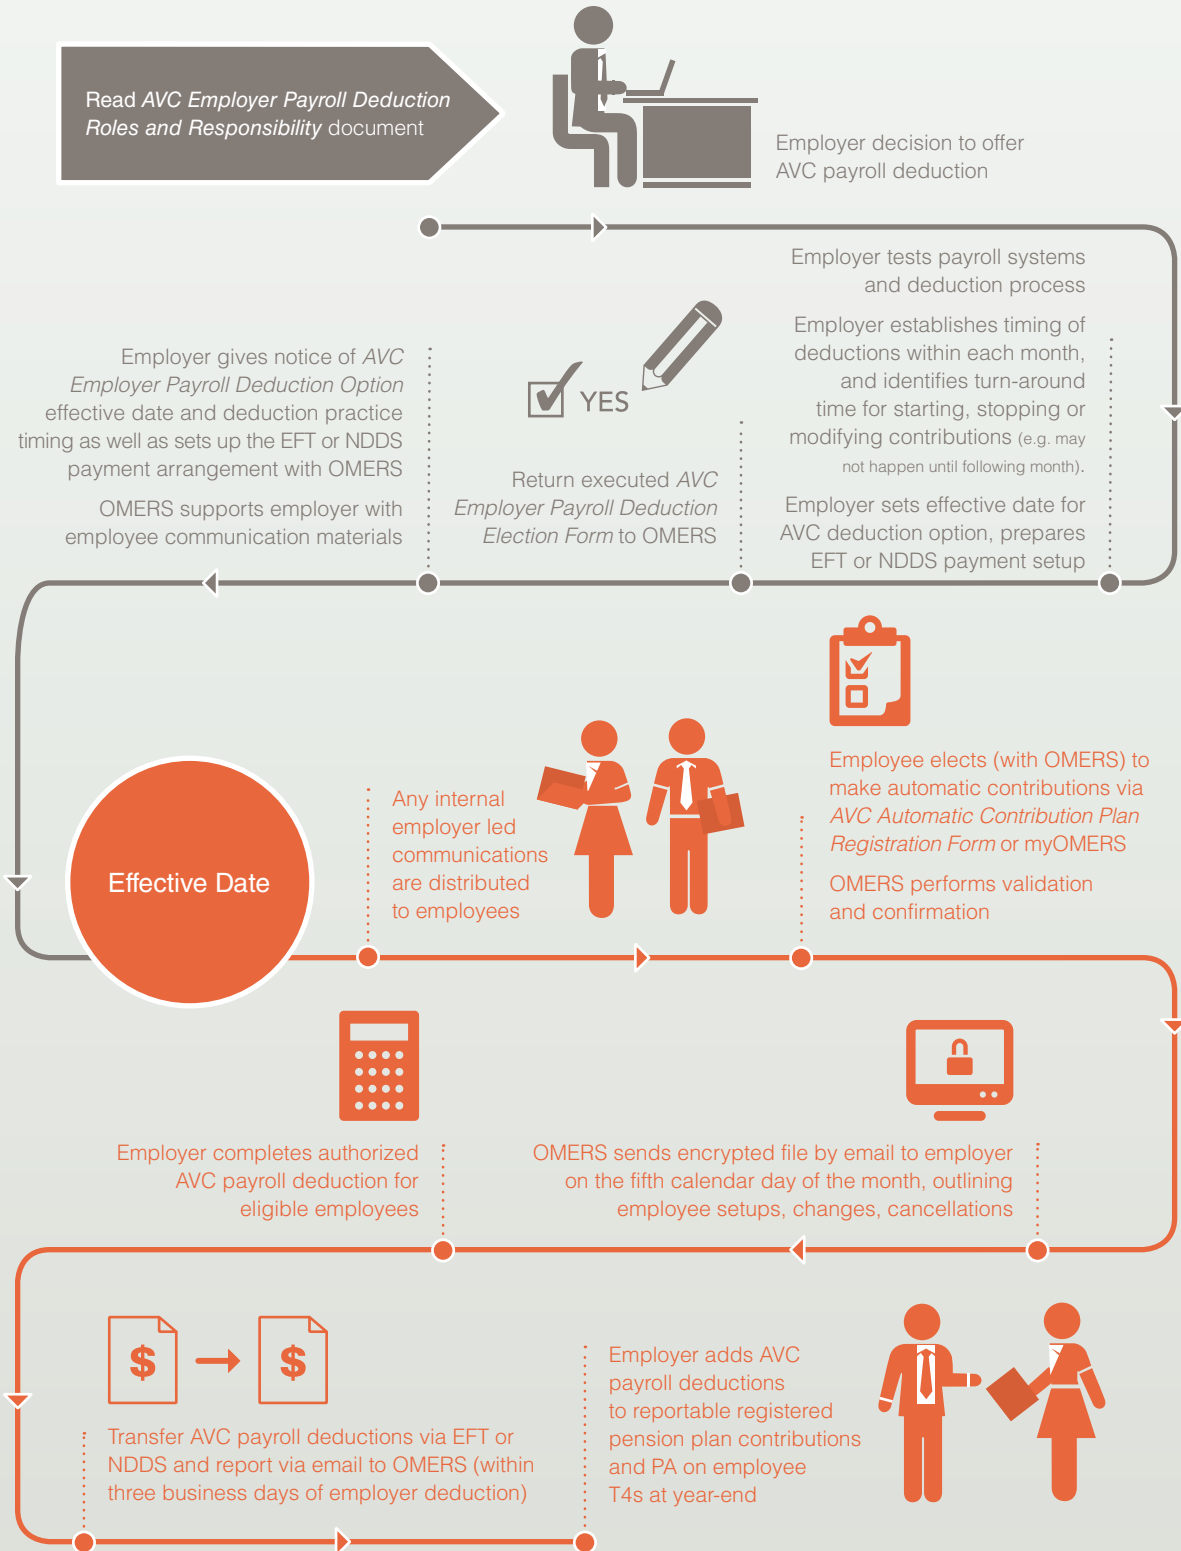 Read AVC Employer Payroll Deduction
Roles and Responsibility document
Employer decision to offer
AVC payroll deduction
Employer tests payroll systems
and deduction process
Employer establishes timing of
deductions within each month,
and identifies turn-around
time for starting, stopping or
modifying contributions (e.g. may
not happen until following month).
Employer sets effective date for
AVC deduction option, prepares
EFT or NDDS payment setup
YES
Return executed AVC
Employer Payroll Deduction
Election Form to OMERS
Employer gives notice of AVC
Employer Payroll Deduction Option
effective date and deduction practice
timing as well as sets up the EFT or NDDS
payment arrangement with OMERS
OMERS supports employer with
employee communication materials
Effective Date
Any internal
employer led
communications
are distributed
to employees
Employee elects (with OMERS) to
make automatic contributions via
AVC Automatic Contribution Plan
Registration Form or myOMERS
OMERS performs validation
and confirmation
OMERS sends encrypted file by email to employer
on the fifth calendar day of the month, outlining
employee setups, changes, cancellations
Employer completes authorized
AVC payroll deduction for
eligible employees
$ $
Transfer AVC payroll deductions via EFT or
NDDS and report via email to OMERS (within
three business days of employer deduction)
Employer adds AVC
payroll deductions
to reportable registered
pension plan contributions
and PA on employee
T4s at year-end